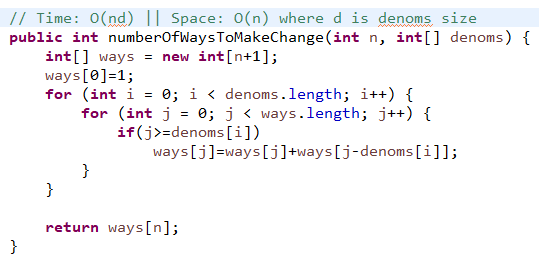 // Time: O(nd) || Space: O(n) where d is denoms size
public int numberOfWaysToMakeChange(int n, int[] denoms) {
    int[] ways = new int[n+1];
    ways[0]=1;
    for (int i = 0; i < denoms.length; i++) {
        for (int j = 0; j < ways.length; j++) {
            if(j>=denoms[i])
                ways[j]=ways[j]+ways[j-denoms[i]];
        }
    }

    return ways[n];
}